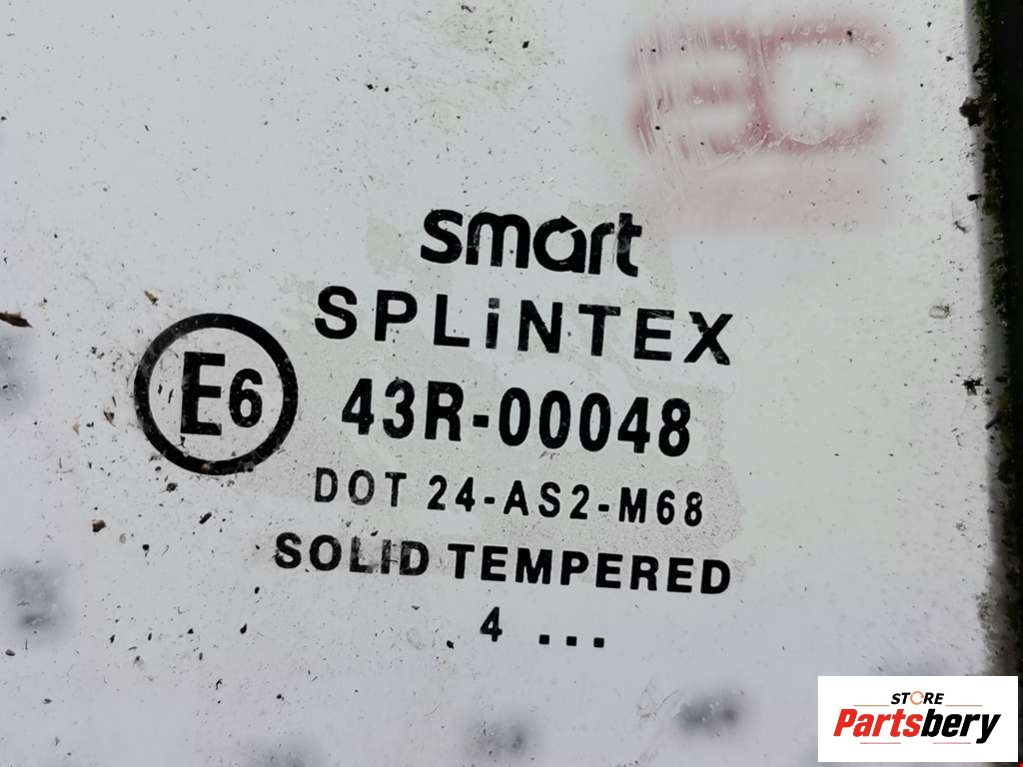 smart
SPLiNTEX
E6 43R-00048
DOT 24-AS2-M68
SOLID TEMPERED
4 ...
STORE
Partsbery